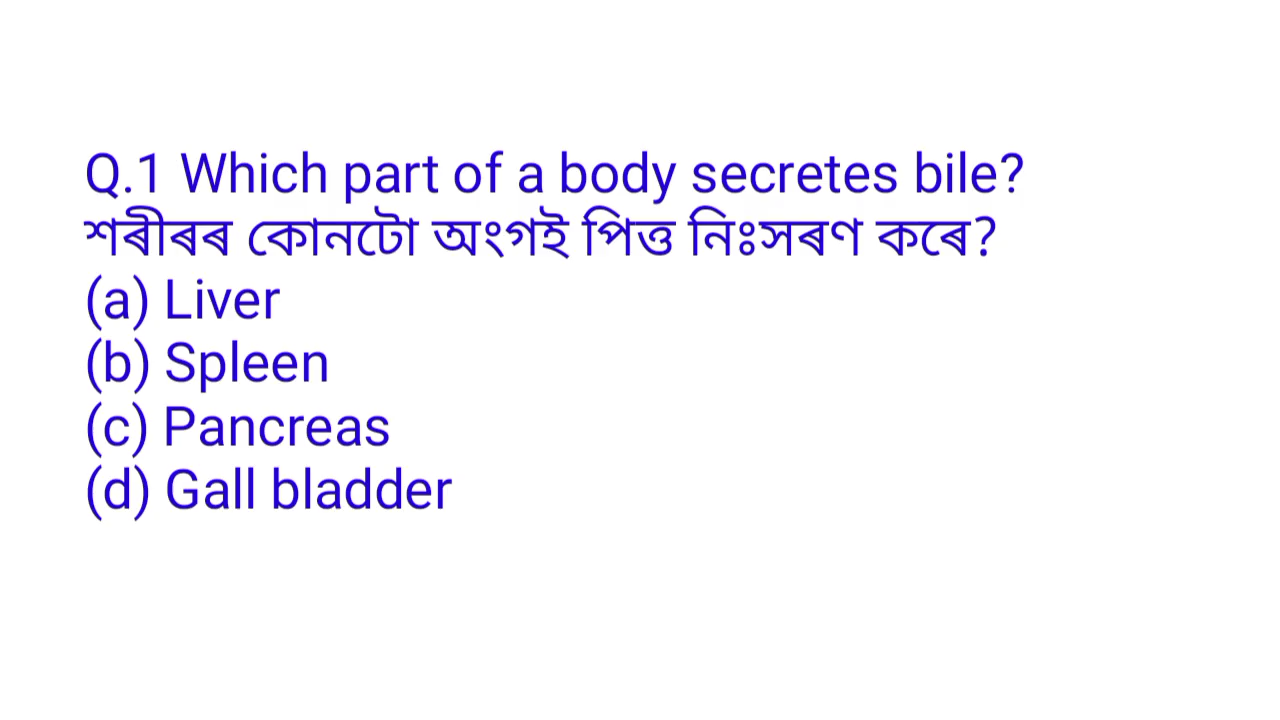 Q.1 Which part of a body secretes bile?
শৰীৰৰ কোনটো অংগই পিত্ত নিঃসৰণ কৰে?
(a) Liver
(b) Spleen
(c) Pancreas
(d) Gall bladder